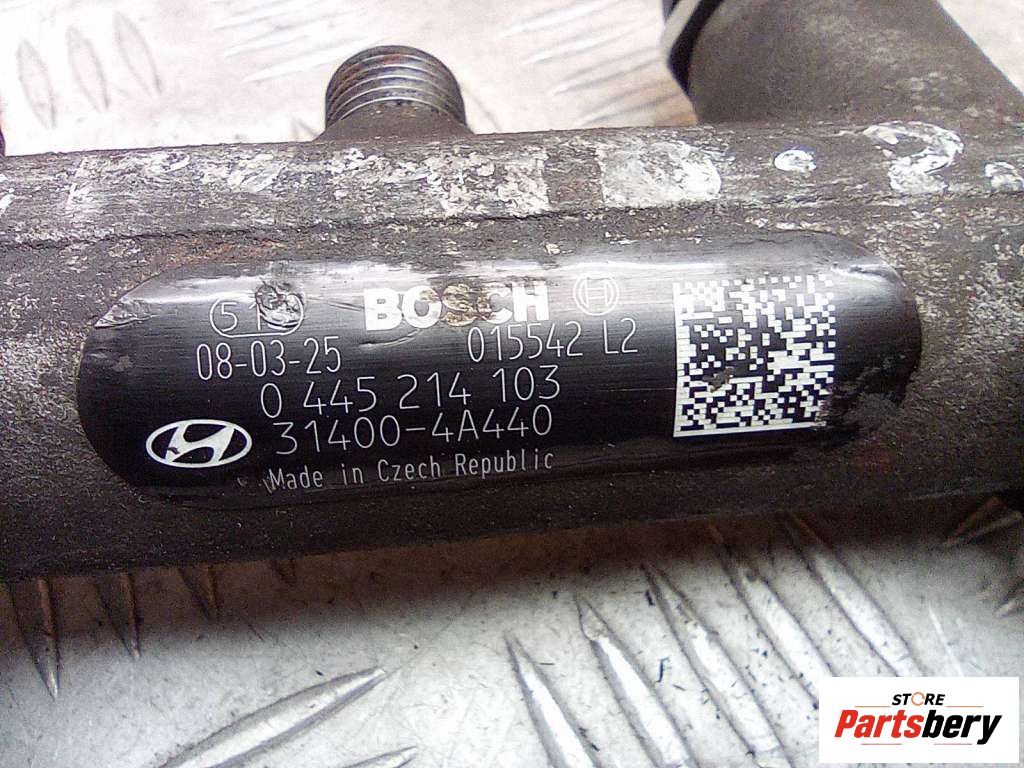 BOSCH
08-03-25 015542 L2
0 445 214 103
31400-4A440
Made in Czech Republic
STORE
Partsbery